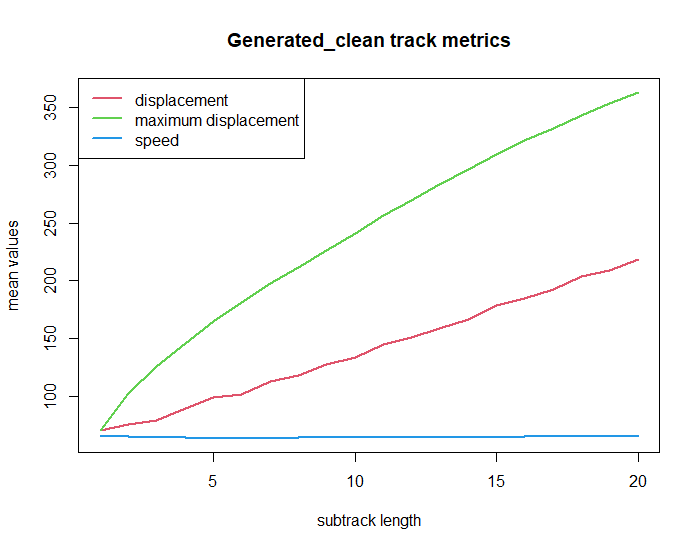 Generated_clean track metrics
displacement
maximum displacement
speed
mean values
350
300
250
200
150
100
5
10
15
20
subtrack length